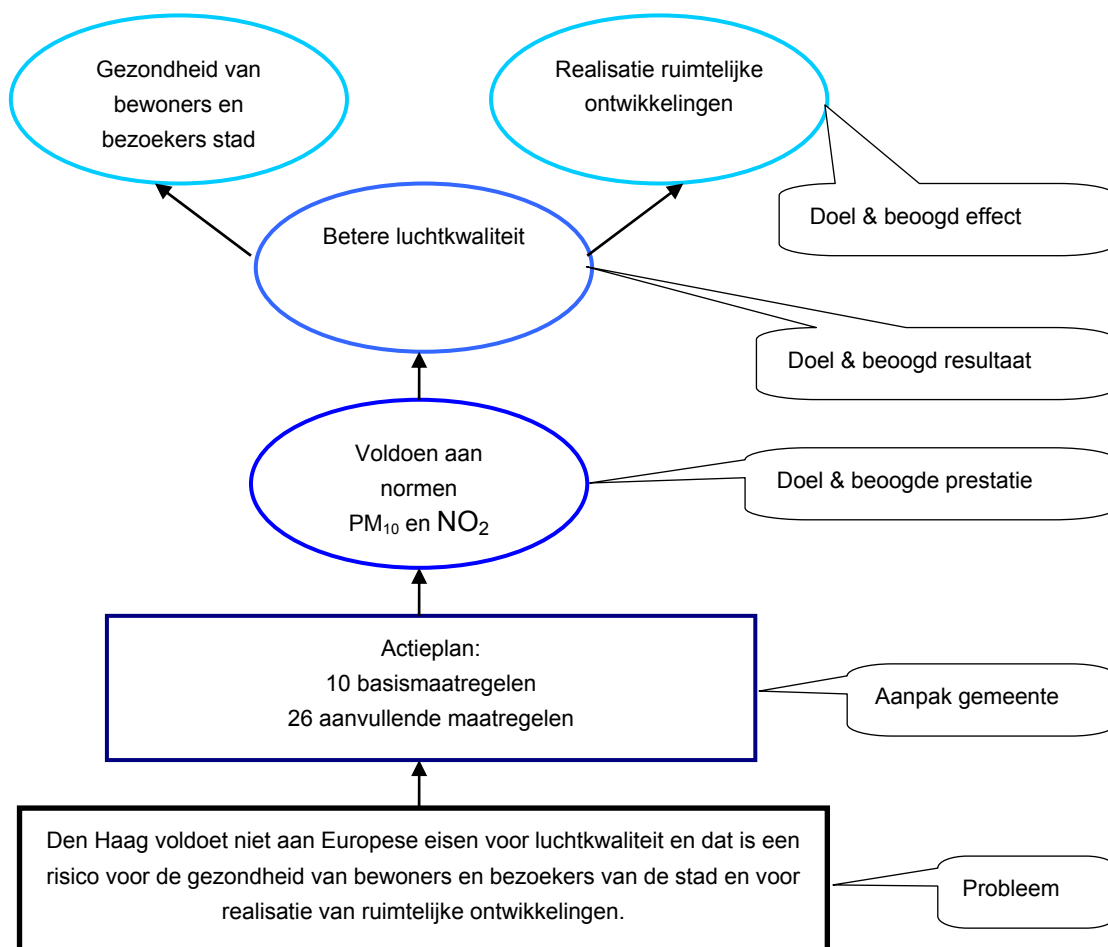 Gezondheid van
bewoners en
bezoekers stad
Realisatie ruimtelijke
ontwikkelingen
Doel & beoogd effect
Betere luchtkwaliteit
Doel & beoogd resultaat
Voldoen aan
normen
PM₁₀ en NO₂
Doel & beoogde prestatie
Actieplan:
10 basismaatregelen
26 aanvullende maatregelen
Aanpak gemeente
Den Haag voldoet niet aan Europese eisen voor luchtkwaliteit en dat is een
risico voor de gezondheid van bewoners en bezoekers van de stad en voor
realisatie van ruimtelijke ontwikkelingen.
Probleem